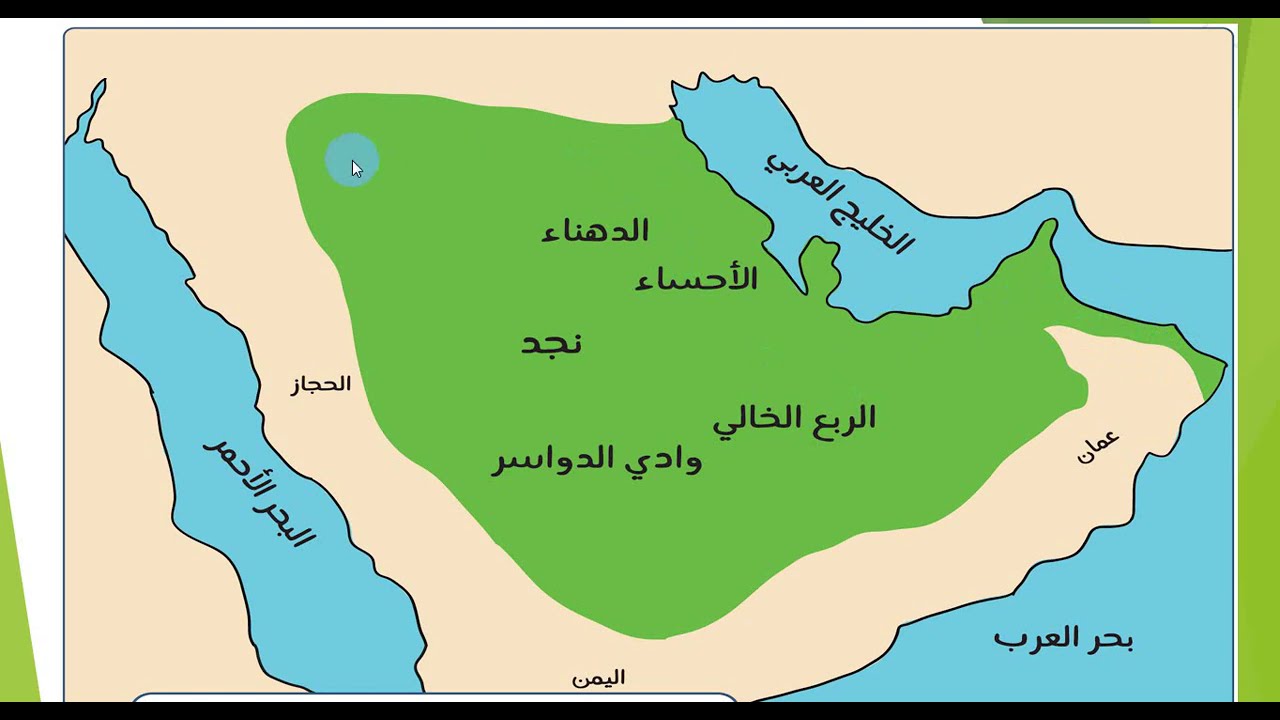 الخليج العربي
الدهناء
الأحساء
نجد
الحجاز
الربع الخالي
وادي الدواسر
عمان
البحر الأحمر
بحر العرب
اليمن